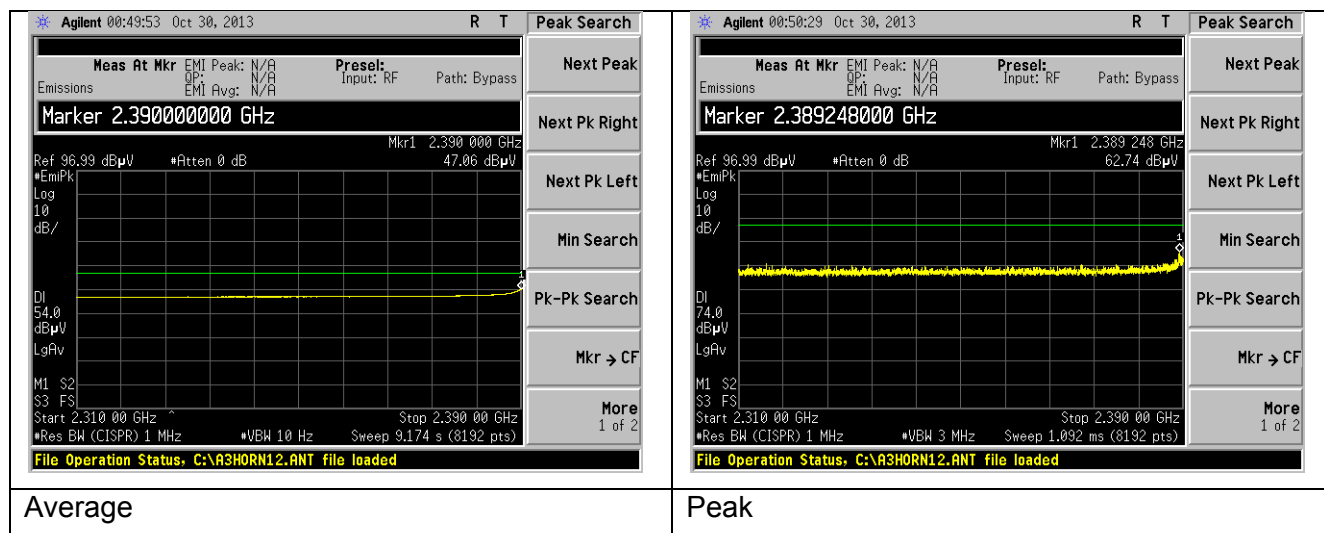 Agilent 00:49:53 Oct 30, 2013 R T Peak Search
Meas At Mkr EMI Peak: N/A Presel:
QP: N/A Input: RF Path: Bypass
Emissions EMI Avg: N/A
Marker 2.390000000 GHz
Mkr1 2.390 000 GHz
Ref 96.99 dBµV #Atten 0 dB 47.06 dBµV
#EmiPk
Log
10
dB/
1
DI
54.0
dBµV
LgAv
M1 S2
S3 FS
Start 2.310 00 GHz ^ Stop 2.390 00 GHz
#Res BW (CISPR) 1 MHz #VBW 10 Hz Sweep 9.174 s (8192 pts)
File Operation Status, C:\A3HORN12.ANT file loaded
Next Peak
Next Pk Right
Next Pk Left
Min Search
Pk-Pk Search
Mkr → CF
More
1 of 2
Average
Agilent 00:50:29 Oct 30, 2013 R T Peak Search
Meas At Mkr EMI Peak: N/A Presel:
QP: N/A Input: RF Path: Bypass
Emissions EMI Avg: N/A
Marker 2.389248000 GHz
Mkr1 2.389 248 GHz
Ref 96.99 dBµV #Atten 0 dB 62.74 dBµV
#EmiPk
Log
10
dB/
1
DI
74.0
dBµV
LgAv
M1 S2
S3 FS
Start 2.310 00 GHz Stop 2.390 00 GHz
#Res BW (CISPR) 1 MHz #VBW 3 MHz Sweep 1.092 ms (8192 pts)
File Operation Status, C:\A3HORN12.ANT file loaded
Next Peak
Next Pk Right
Next Pk Left
Min Search
Pk-Pk Search
Mkr → CF
More
1 of 2
Peak